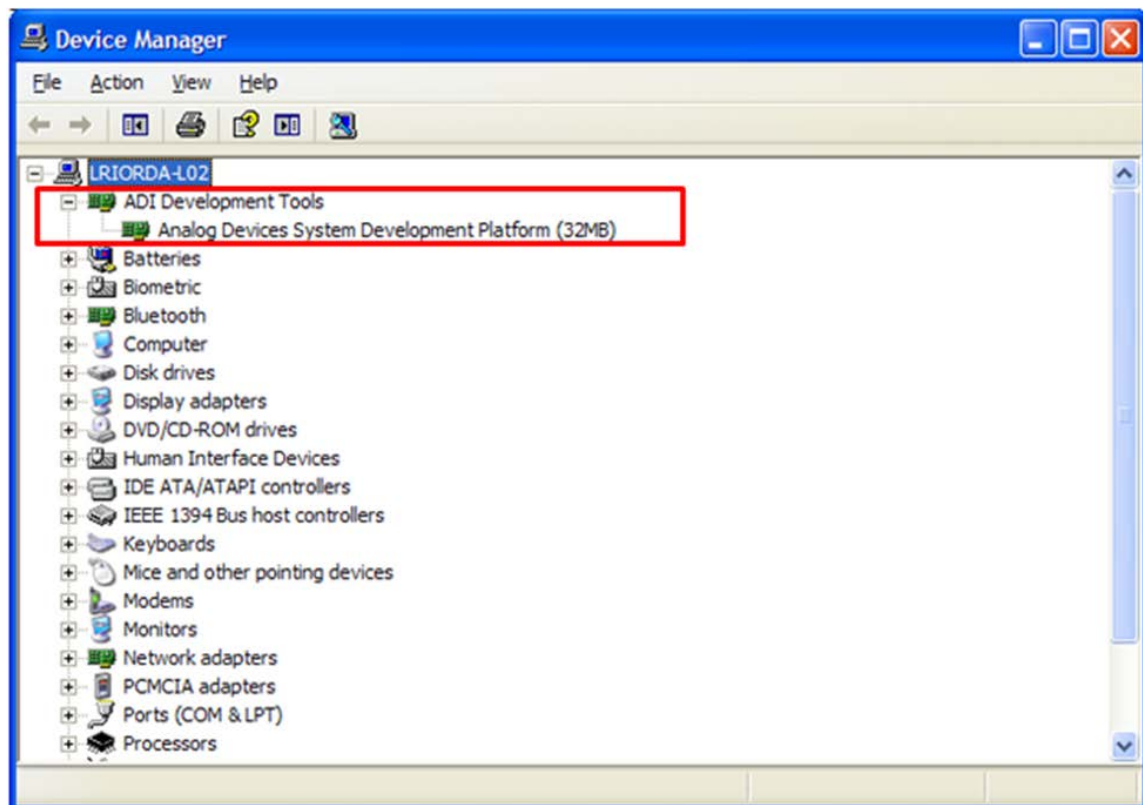 Device Manager
File Action View Help
LRIORDA-L02
ADI Development Tools
Analog Devices System Development Platform (32MB)
Batteries
Biometric
Bluetooth
Computer
Disk drives
Display adapters
DVD/CD-ROM drives
Human Interface Devices
IDE ATA/ATAPI controllers
IEEE 1394 Bus host controllers
Keyboards
Mice and other pointing devices
Modems
Monitors
Network adapters
PCMCIA adapters
Ports (COM & LPT)
Processors